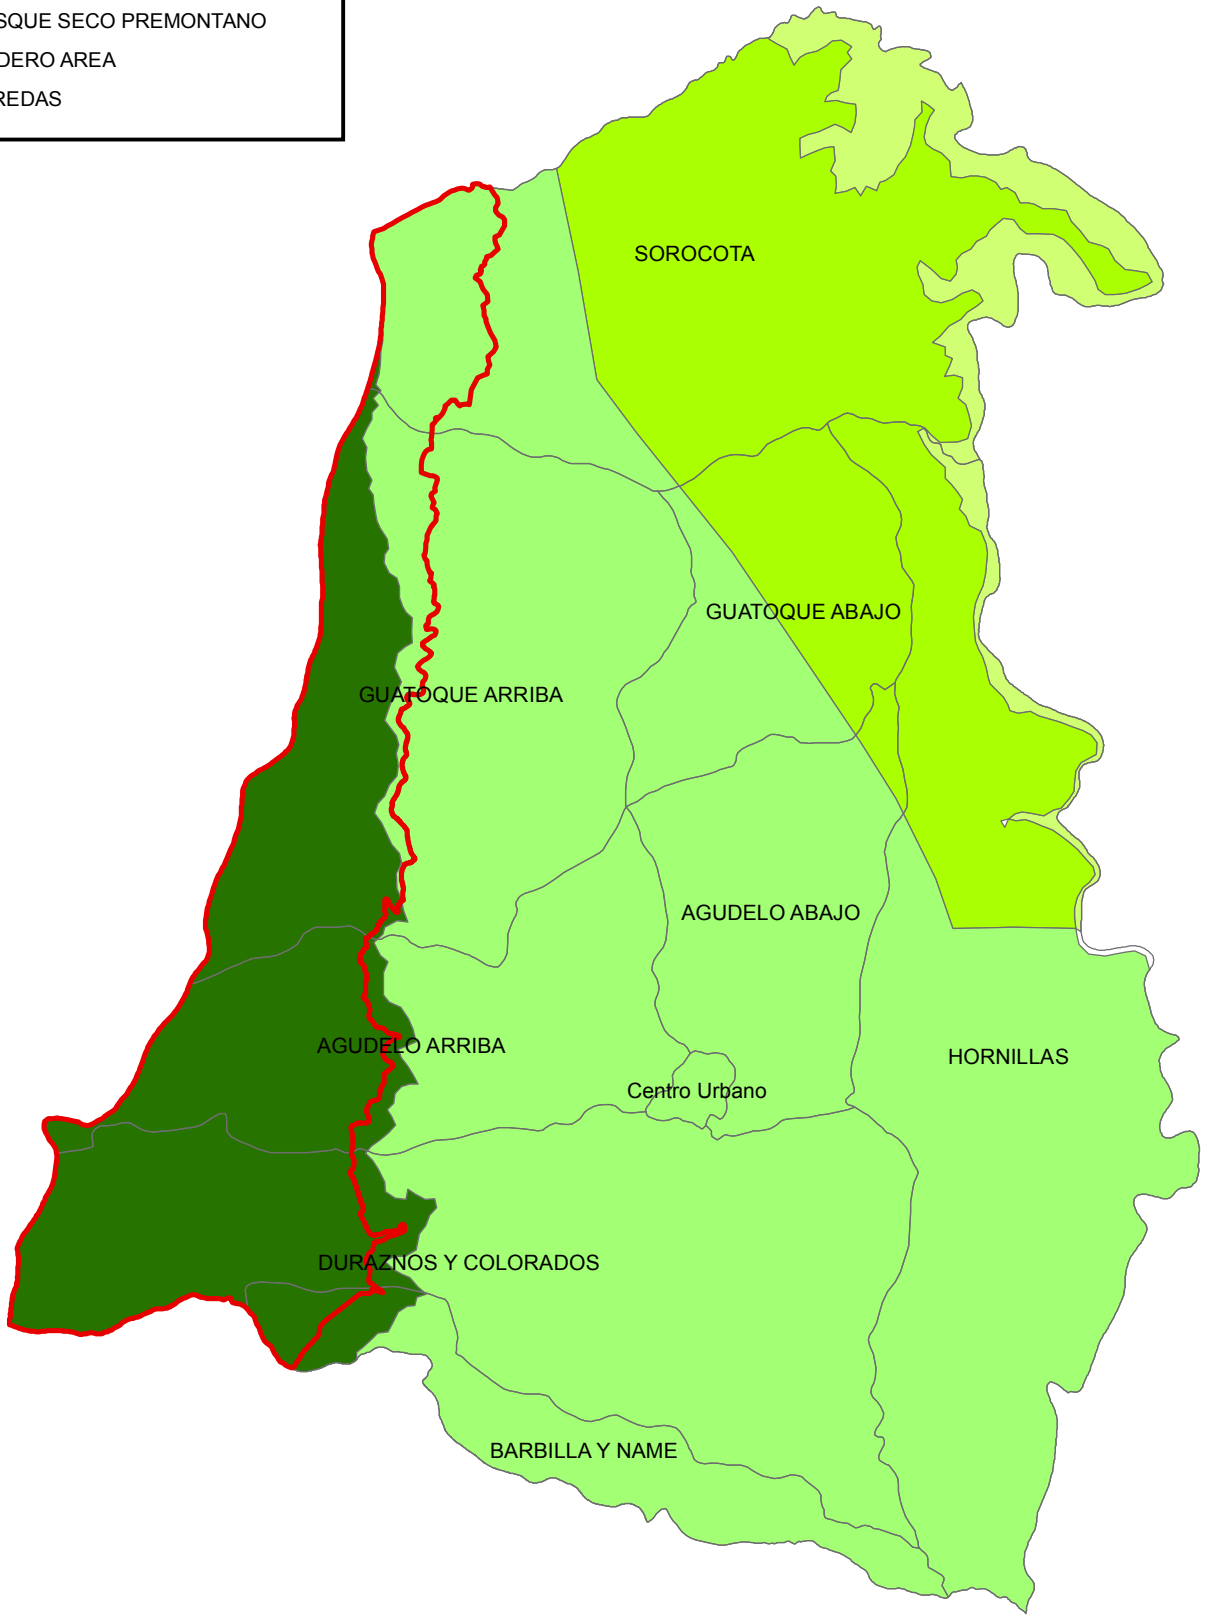 SQUE SECO PREMONTANO
DERO AREA
REDAS
SOROCOTA
GUATOQUE ABAJO
GUATOQUE ARRIBA
AGUDELO ABAJO
AGUDELO ARRIBA
HORNILLAS
Centro Urbano
DURAZNOS Y COLORADOS
BARBILLA Y NAME